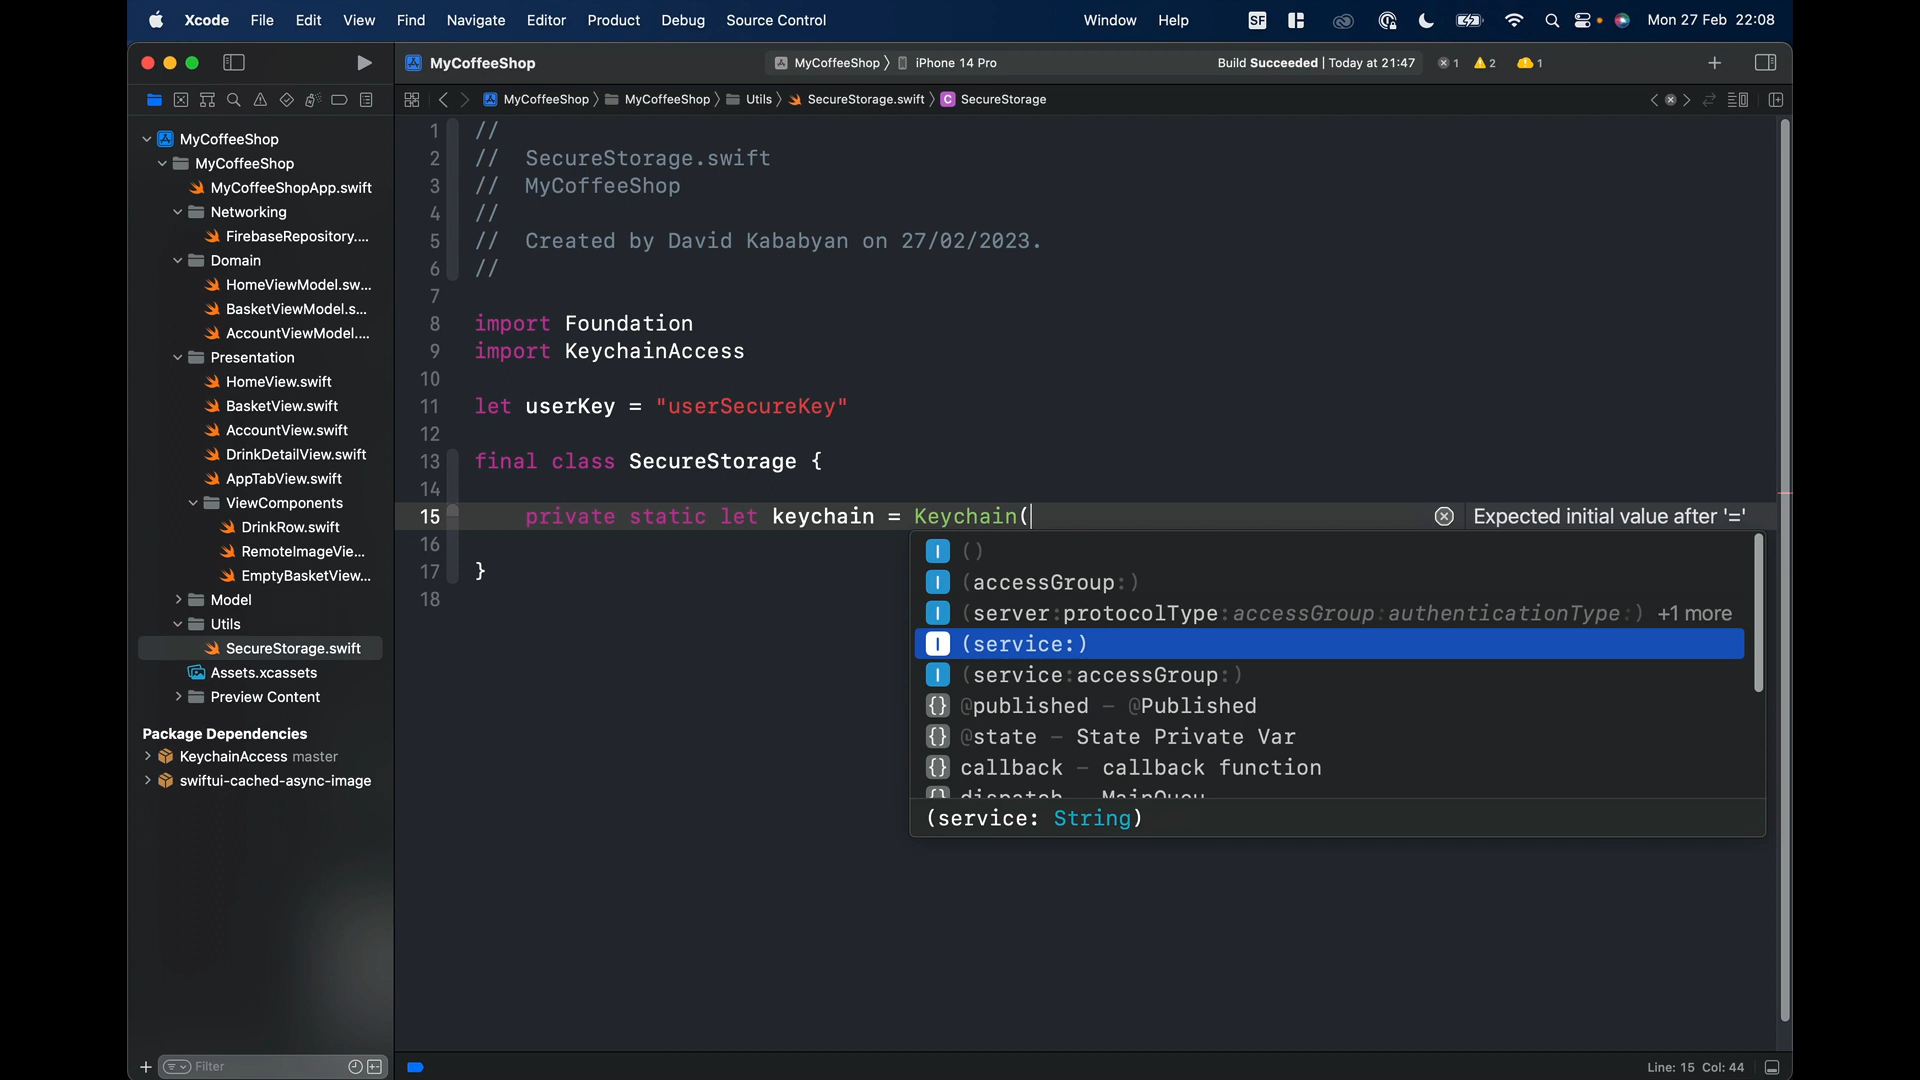 Xcode File Edit View Find Navigate Editor Product Debug Source Control Window Help SF Mon 27 Feb 22:08
MyCoffeeShop MyCoffeeShop iPhone 14 Pro Build Succeeded | Today at 21:47 1 2 1
MyCoffeeShop MyCoffeeShop Utils SecureStorage.swift C SecureStorage
MyCoffeeShop
MyCoffeeShop
MyCoffeeShopApp.swift
Networking
FirebaseRepository....
Domain
HomeViewModel.sw...
BasketViewModel.s...
AccountViewModel....
Presentation
HomeView.swift
BasketView.swift
AccountView.swift
DrinkDetailView.swift
AppTabView.swift
ViewComponents
DrinkRow.swift
RemoteImageVie...
EmptyBasketView...
Model
Utils
SecureStorage.swift
Assets.xcassets
Preview Content
Package Dependencies
KeychainAccess master
swiftui-cached-async-image
Filter
1 //
2 // SecureStorage.swift
3 // MyCoffeeShop
4 //
5 // Created by David Kababyan on 27/02/2023.
6 //
7
8 import Foundation
9 import KeychainAccess
10
11 let userKey = "userSecureKey"
12
13 final class SecureStorage {
14
15 private static let keychain = Keychain( Expected initial value after '='
16
17 }
18
I ()
I (accessGroup:)
I (server:protocolType:accessGroup:authenticationType:) +1 more
I (service:)
I (service:accessGroup:)
{} @published – @Published
{} @state – State Private Var
{} callback – callback function
{} dispatch – MainQueu
(service: String)
Line: 15 Col: 44